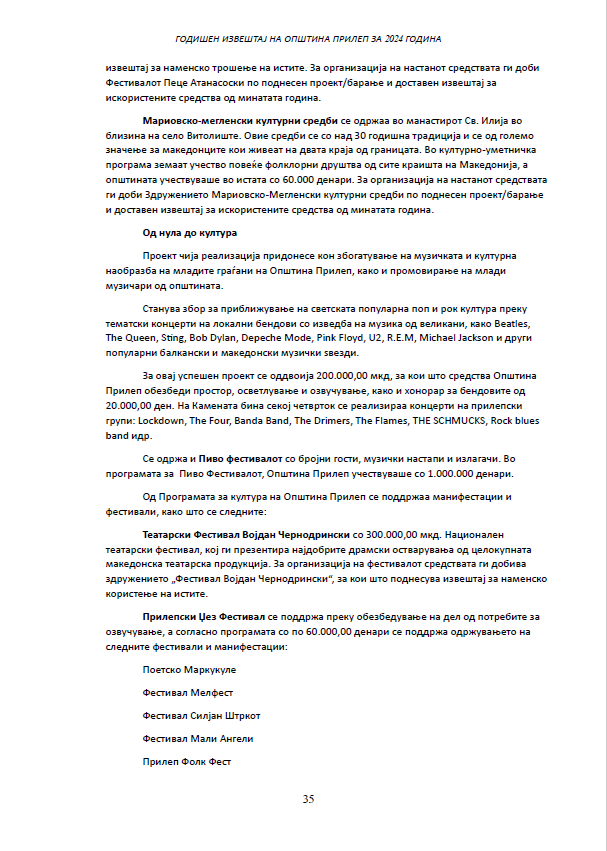 ГОДИШЕН ИЗВЕШТАЈ НА ОПШТИНА ПРИЛЕП ЗА 2024 ГОДИНА
извештај за наменско трошење на истите. За организација на настанот средствата ги доби
Фестивалот Пеце Атанасоски по поднесен проект/барање и доставен извештај за
искористените средства од минатата година.
Мариовско-мегленски културни средби се одржаа во манастирот Св. Илија во
близина на село Витолиште. Овие средби се со над 30 годишна традиција и се од големо
значење за македонците кои живеат на двата краја од границата. Во културно-уметничка
програма земаат учество повеќе фолклорни друштва од сите краишта на Македонија, а
општината учествуваше во истата со 60.000 денари. За организација на настанот средствата
ги доби Здружението Мариовско-Мегленски културни средби по поднесен проект/барање
и доставен извештај за искористените средства од минатата година.
Од нула до култура
Проект чија реализација придонесе кон збогатување на музичката и културна
наобразба на младите граѓани на Општина Прилеп, како и промовирање на млади
музичари од општината.
Станува збор за приближување на светската популарна поп и рок култура преку
тематски концерти на локални бендови со изведба на музика од великани, како Beatles,
The Queen, Sting, Bob Dylan, Depeche Mode, Pink Floyd, U2, R.E.M, Michael Jackson и други
популарни балкански и македонски музички ѕвезди.
За овај успешен проект се оддвоија 200.000,00 мкд, за кои што средства Општина
Прилеп обезбеди простор, осветлување и озвучување, како и хонорар за бендовите од
20.000,00 ден. На Камената бина секој четврток се реализираа концерти на прилепски
групи: Lockdown, The Four, Banda Band, The Drimers, The Flames, THE SCHMUCKS, Rock blues
band идр.
Се одржа и Пиво фестивалот со бројни гости, музички настапи и излагачи. Во
програмата за Пиво Фестивалот, Општина Прилеп учествуваше со 1.000.000 денари.
Од Програмата за култура на Општина Прилеп се поддржаа манифестации и
фестивали, како што се следните:
Театарски Фестивал Војдан Чернодрински со 300.000,00 мкд. Национален
театарски фестивал, кој ги презентира најдобрите драмски остварувања од целокупната
македонска театарска продукција. За организација на фестивалот средствата ги добива
здружението „Фестивал Војдан Чернодрински“, за кои што поднесува извештај за наменско
користење на истите.
Прилепски Џез Фестивал се поддржа преку обезбедување на дел од потребите за
озвучување, а согласно програмата со по 60.000,00 денари се поддржа одржувањето на
следните фестивали и манифестации:
Поетско Маркукуле
Фестивал Мелфест
Фестивал Силјан Штркот
Фестивал Мали Ангели
Прилеп Фолк Фест
35